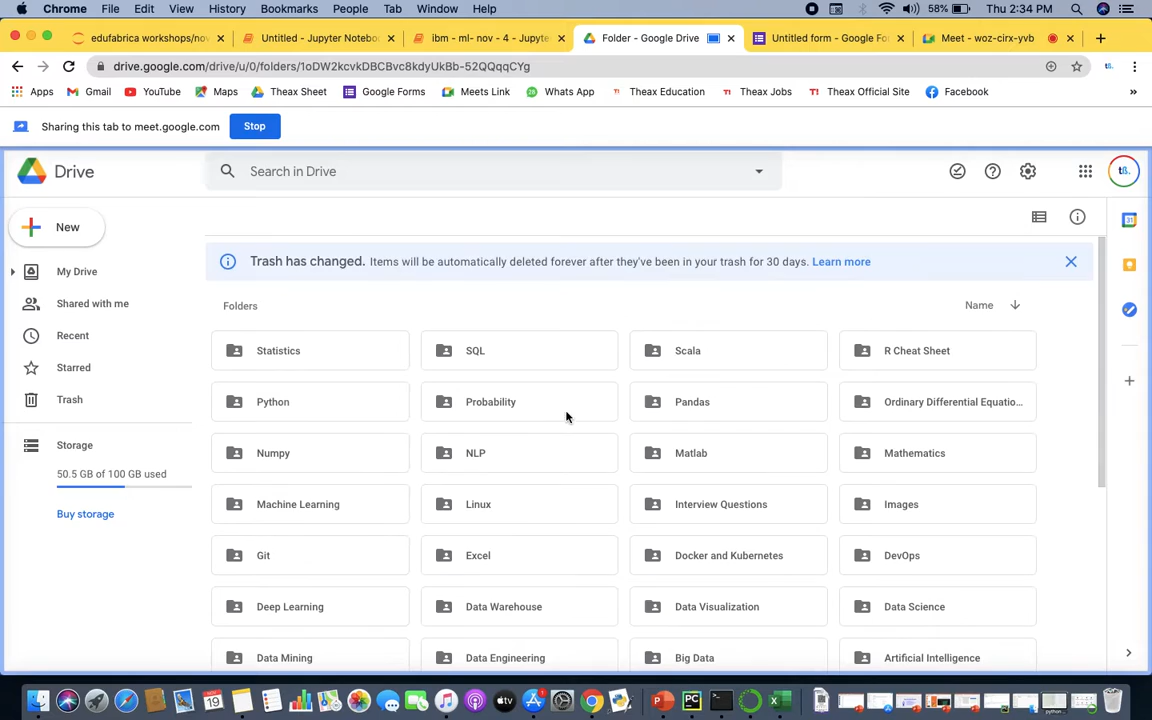 Chrome File Edit View History Bookmarks People Tab Window Help 58% Thu 2:34 PM
edufabrica workshops/nov Untitled - Jupyter Notebo ibm - ml- nov - 4 - Jupyte Folder - Google Drive Untitled form - Google Fo Meet - woz-cirx-yvb
drive.google.com/drive/u/0/folders/1oDW2kcvkDBCBvc8kdyUkBb-52QQqqCYg
Apps Gmail YouTube Maps Theax Sheet Google Forms Meets Link Whats App Theax Education Theax Jobs Theax Official Site Facebook »
Sharing this tab to meet.google.com Stop
Drive Search in Drive
New
Trash has changed. Items will be automatically deleted forever after they've been in your trash for 30 days. Learn more
My Drive
Shared with me
Recent
Starred
Trash
Storage
50.5 GB of 100 GB used
Buy storage
Folders Name
Statistics SQL Scala R Cheat Sheet
Python Probability Pandas Ordinary Differential Equatio...
Numpy NLP Matlab Mathematics
Machine Learning Linux Interview Questions Images
Git Excel Docker and Kubernetes DevOps
Deep Learning Data Warehouse Data Visualization Data Science
Data Mining Data Engineering Big Data Artificial Intelligence